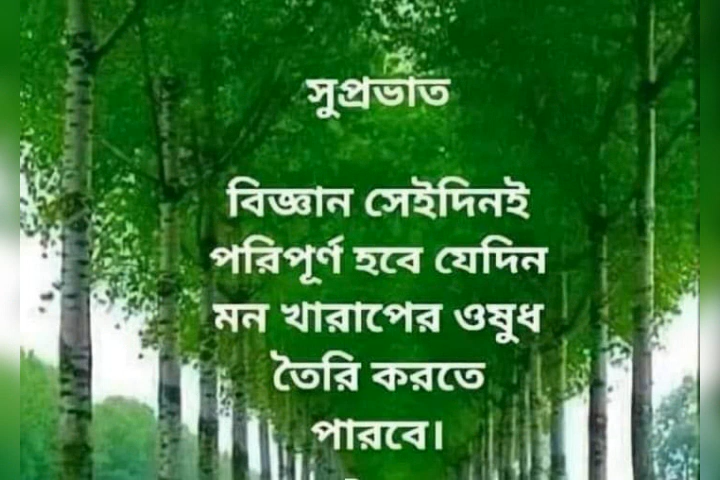 সুপ্রভাত
বিজ্ঞান সেইদিনই
পরিপূর্ণ হবে যেদিন
মন খারাপের ওষুধ
তৈরি করতে
পারবে।